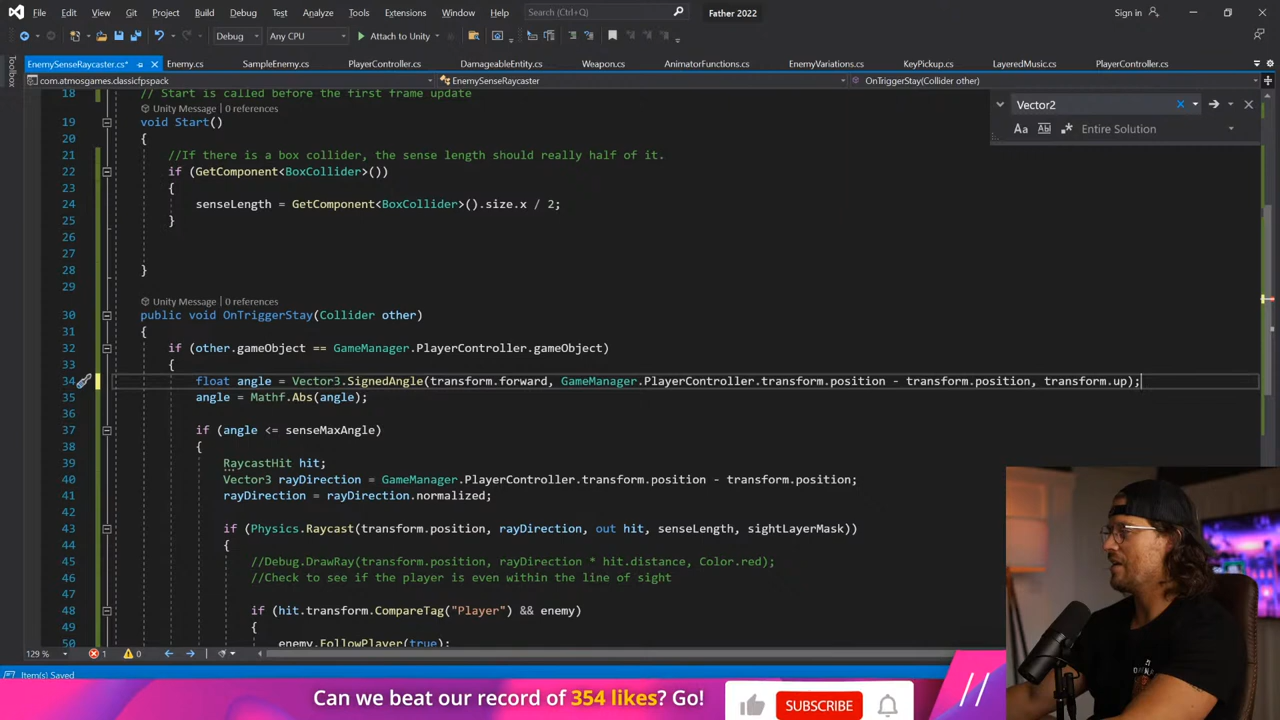 File Edit View Git Project Build Debug Test Analyze Tools Extensions Window Help Search (Ctrl+Q) Father 2022 Sign in
Debug Any CPU Attach to Unity
Toolbox
EnemySenseRaycaster.cs* Enemy.cs SampleEnemy.cs PlayerController.cs DamageableEntity.cs Weapon.cs AnimatorFunctions.cs EnemyVariations.cs KeyPickup.cs LayeredMusic.cs PlayerController.cs
com.atmosgames.classicfpspack EnemySenseRaycaster OnTriggerStay(Collider other)
Vector2
Aa Entire Solution
18 // Start is called before the first frame update
Unity Message | 0 references
19 void Start()
20 {
21 //If there is a box collider, the sense length should really half of it.
22 if (GetComponent<BoxCollider>())
23 {
24 senseLength = GetComponent<BoxCollider>().size.x / 2;
25 }
26
27
28 }
29
Unity Message | 0 references
30 public void OnTriggerStay(Collider other)
31 {
32 if (other.gameObject == GameManager.PlayerController.gameObject)
33 {
34 float angle = Vector3.SignedAngle(transform.forward, GameManager.PlayerController.transform.position - transform.position, transform.up);
35 angle = Mathf.Abs(angle);
36
37 if (angle <= senseMaxAngle)
38 {
39 RaycastHit hit;
40 Vector3 rayDirection = GameManager.PlayerController.transform.position - transform.position;
41 rayDirection = rayDirection.normalized;
42
43 if (Physics.Raycast(transform.position, rayDirection, out hit, senseLength, sightLayerMask))
44 {
45 //Debug.DrawRay(transform.position, rayDirection * hit.distance, Color.red);
46 //Check to see if the player is even within the line of sight
47
48 if (hit.transform.CompareTag("Player") && enemy)
49 {
50 enemy.FollowPlayer(true);
129 % 1 0
Item(s) Saved
Can we beat our record of 354 likes? Go!
SUBSCRIBE
//